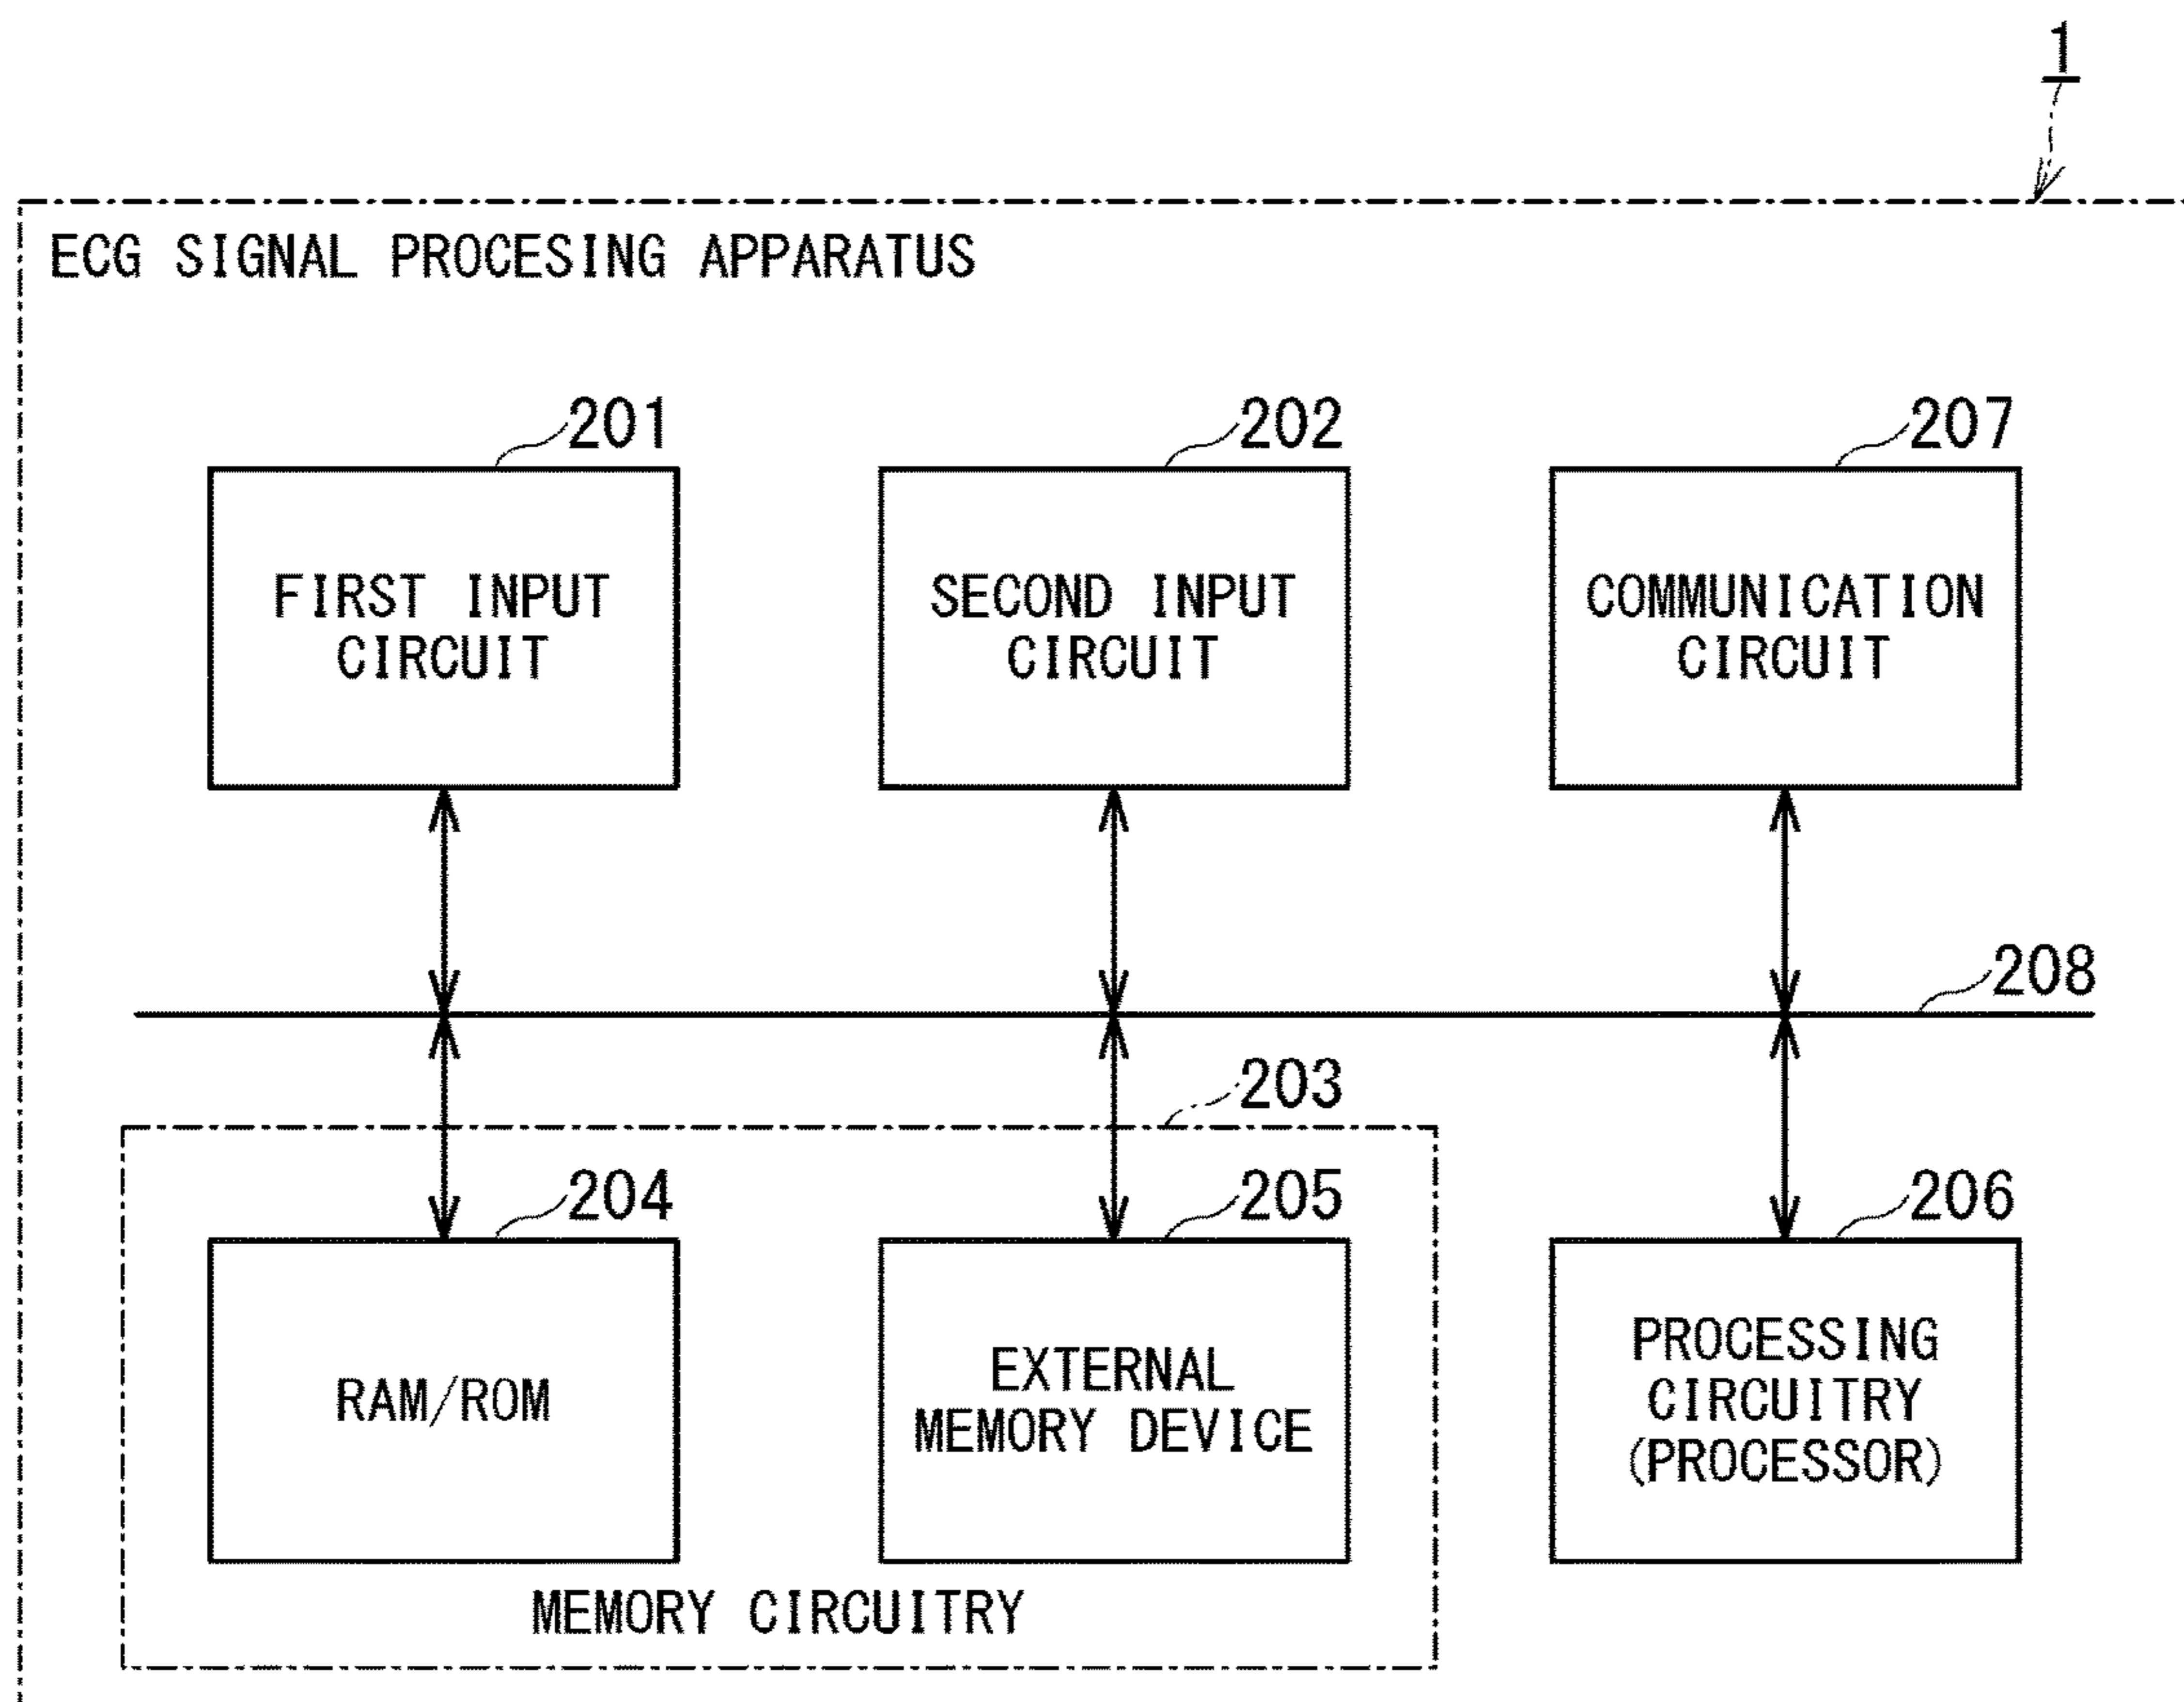 1
ECG SIGNAL PROCESING APPARATUS
201
202
207
FIRST INPUT
CIRCUIT
SECOND INPUT
CIRCUIT
COMMUNICATION
CIRCUIT
208
203
204
205
206
RAM/ROM
EXTERNAL
MEMORY DEVICE
PROCESSING
CIRCUITRY
(PROCESSOR)
MEMORY CIRCUITRY